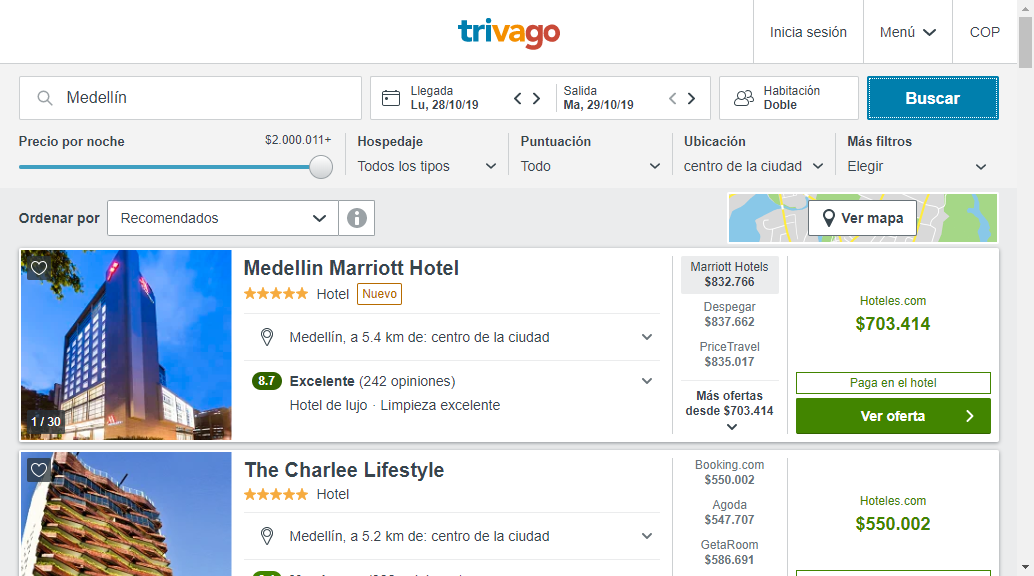 trivago
Inicia sesión
Menú
COP
Medellín
Llegada
Lu, 28/10/19
Salida
Ma, 29/10/19
Habitación
Doble
Buscar
Precio por noche
$2.000.011+
Hospedaje
Todos los tipos
Puntuación
Todo
Ubicación
centro de la ciudad
Más filtros
Elegir
Ordenar por
Recomendados
Ver mapa
Medellin Marriott Hotel
Hotel
Nuevo
Medellín, a 5.4 km de: centro de la ciudad
8.7 Excelente (242 opiniones)
Hotel de lujo · Limpieza excelente
1 / 30
Marriott Hotels
$832.766
Despegar
$837.662
PriceTravel
$835.017
Más ofertas
desde $703.414
Hoteles.com
$703.414
Paga en el hotel
Ver oferta
The Charlee Lifestyle
Hotel
Medellín, a 5.2 km de: centro de la ciudad
Booking.com
$550.002
Agoda
$547.707
GetaRoom
$586.691
Hoteles.com
$550.002